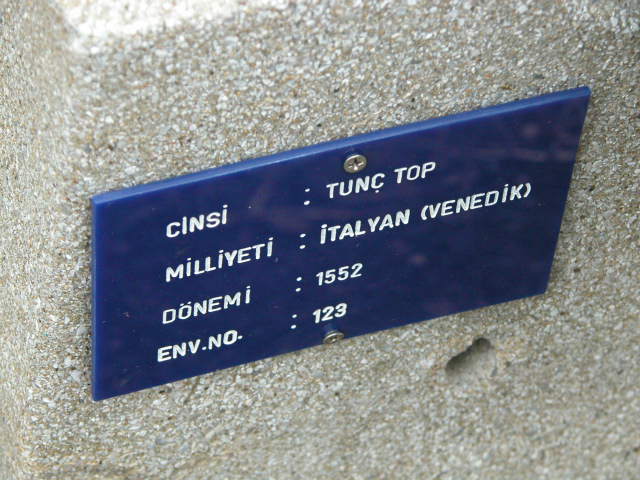 CİNSİ : TUNÇ TOP
MİLLİYETİ : İTALYAN (VENEDİK)
DÖNEMİ : 1552
ENV.NO. : 123